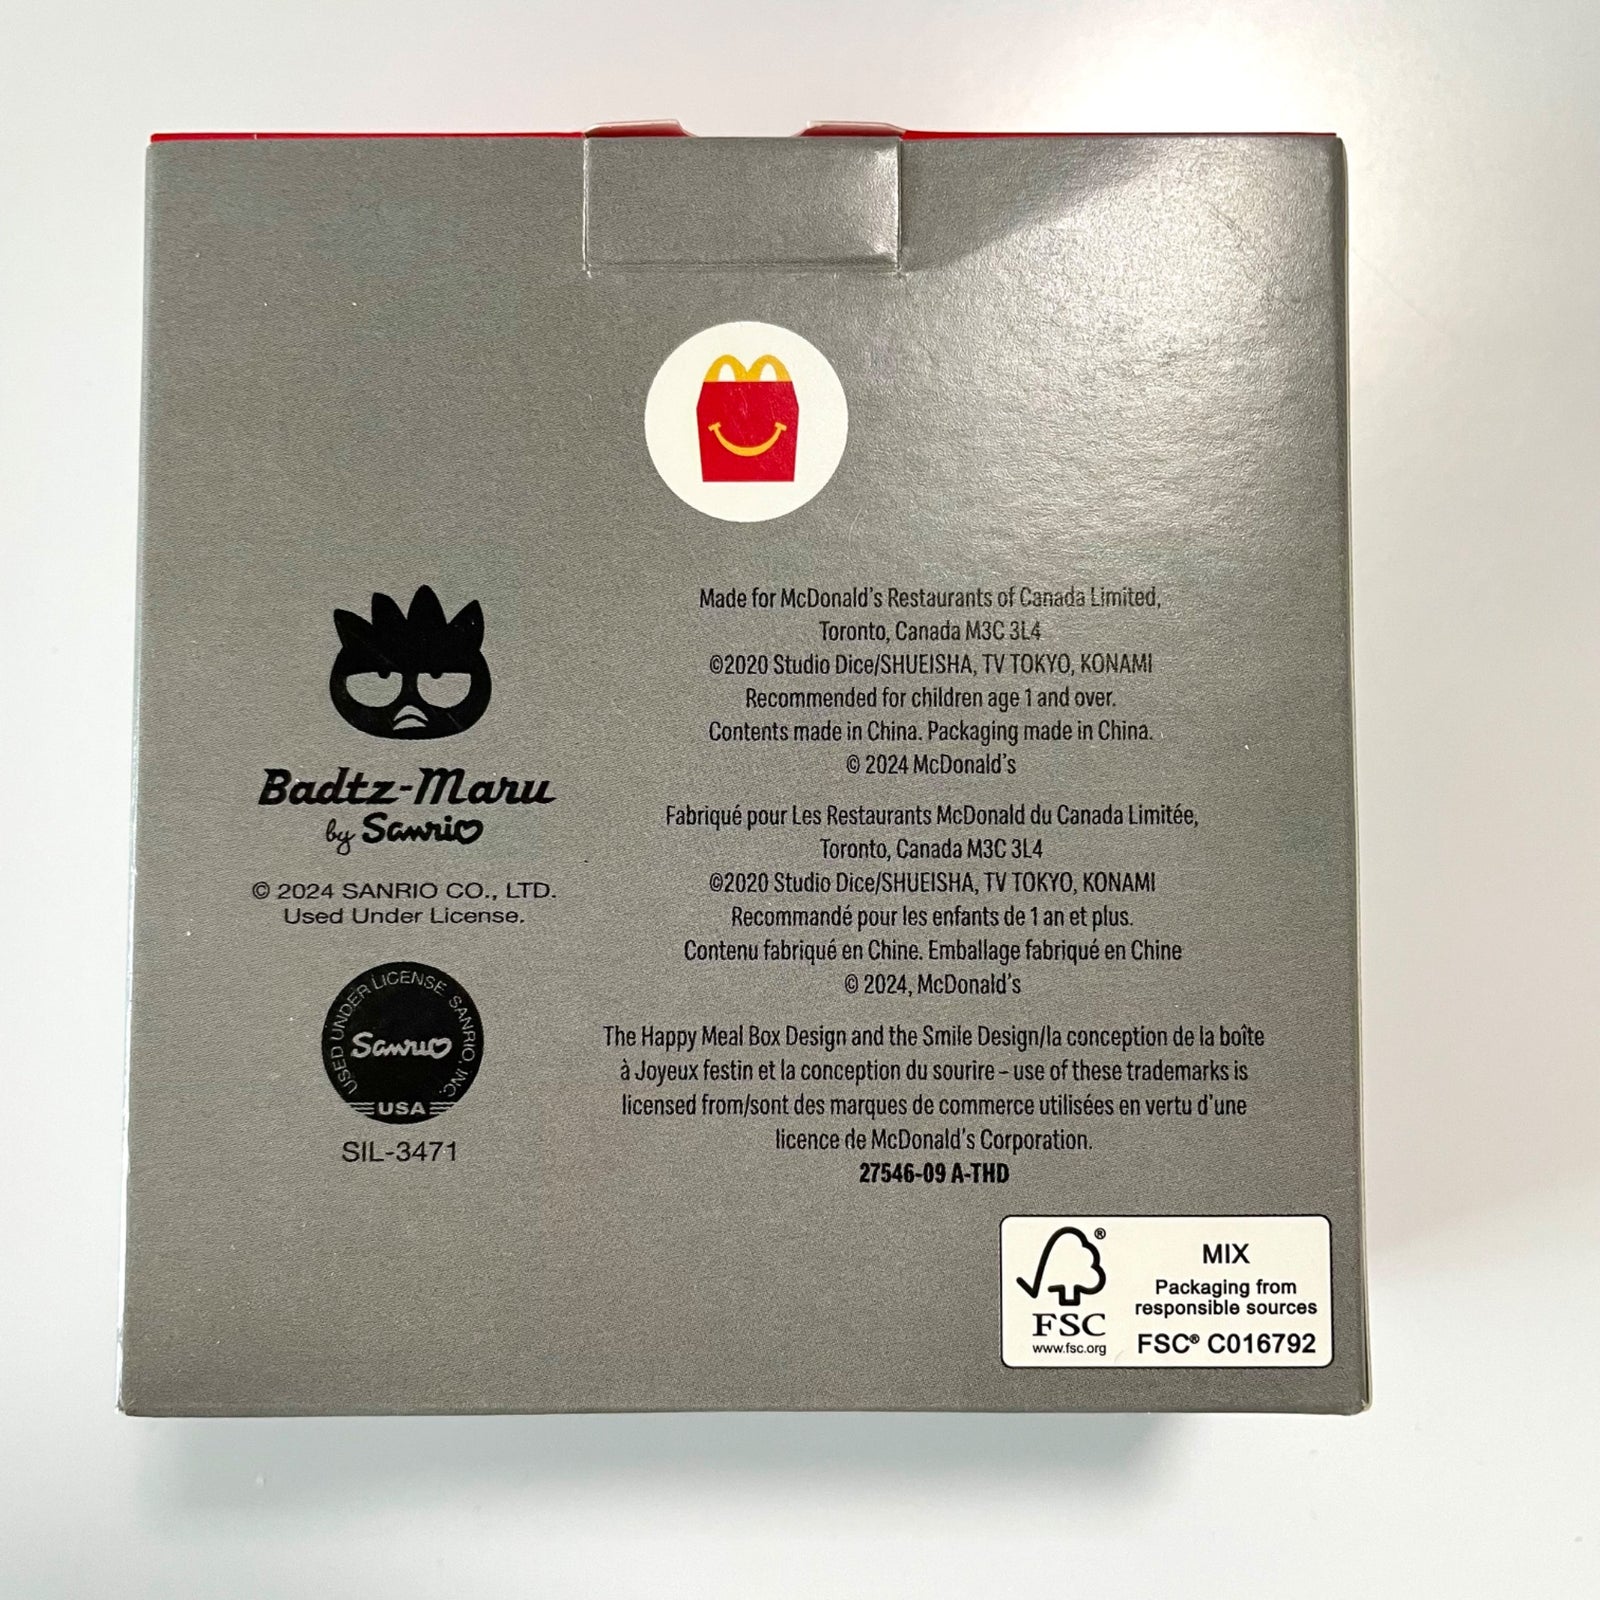 Badtz-Maru
by Sanrio
© 2024 SANRIO CO., LTD.
Used Under License.
USED UNDER LICENSE. SANRIO, INC.
Sanrio
USA
SIL-3471
Made for McDonald's Restaurants of Canada Limited,
Toronto, Canada M3C 3L4
©2020 Studio Dice/SHUEISHA, TV TOKYO, KONAMI
Recommended for children age 1 and over.
Contents made in China. Packaging made in China.
© 2024 McDonald's
Fabriqué pour Les Restaurants McDonald du Canada Limitée,
Toronto, Canada M3C 3L4
©2020 Studio Dice/SHUEISHA, TV TOKYO, KONAMI
Recommandé pour les enfants de 1 an et plus.
Contenu fabriqué en Chine. Emballage fabriqué en Chine
© 2024, McDonald's
The Happy Meal Box Design and the Smile Design/la conception de la boîte
à Joyeux festin et la conception du sourire – use of these trademarks is
licensed from/sont des marques de commerce utilisées en vertu d'une
licence de McDonald's Corporation.
27546-09 A-THD
®
FSC
www.fsc.org
MIX
Packaging from
responsible sources
FSC® C016792